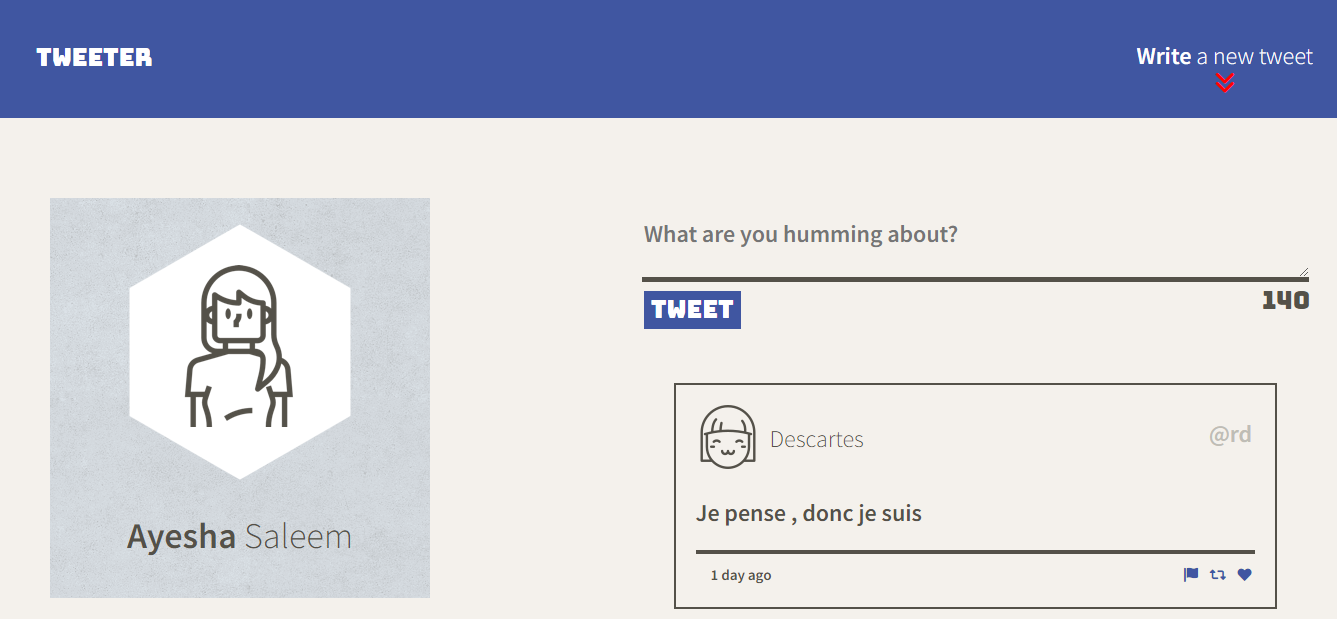 TWEETER
Write a new tweet
Ayesha Saleem
What are you humming about?
TWEET
140
Descartes
@rd
Je pense , donc je suis
1 day ago